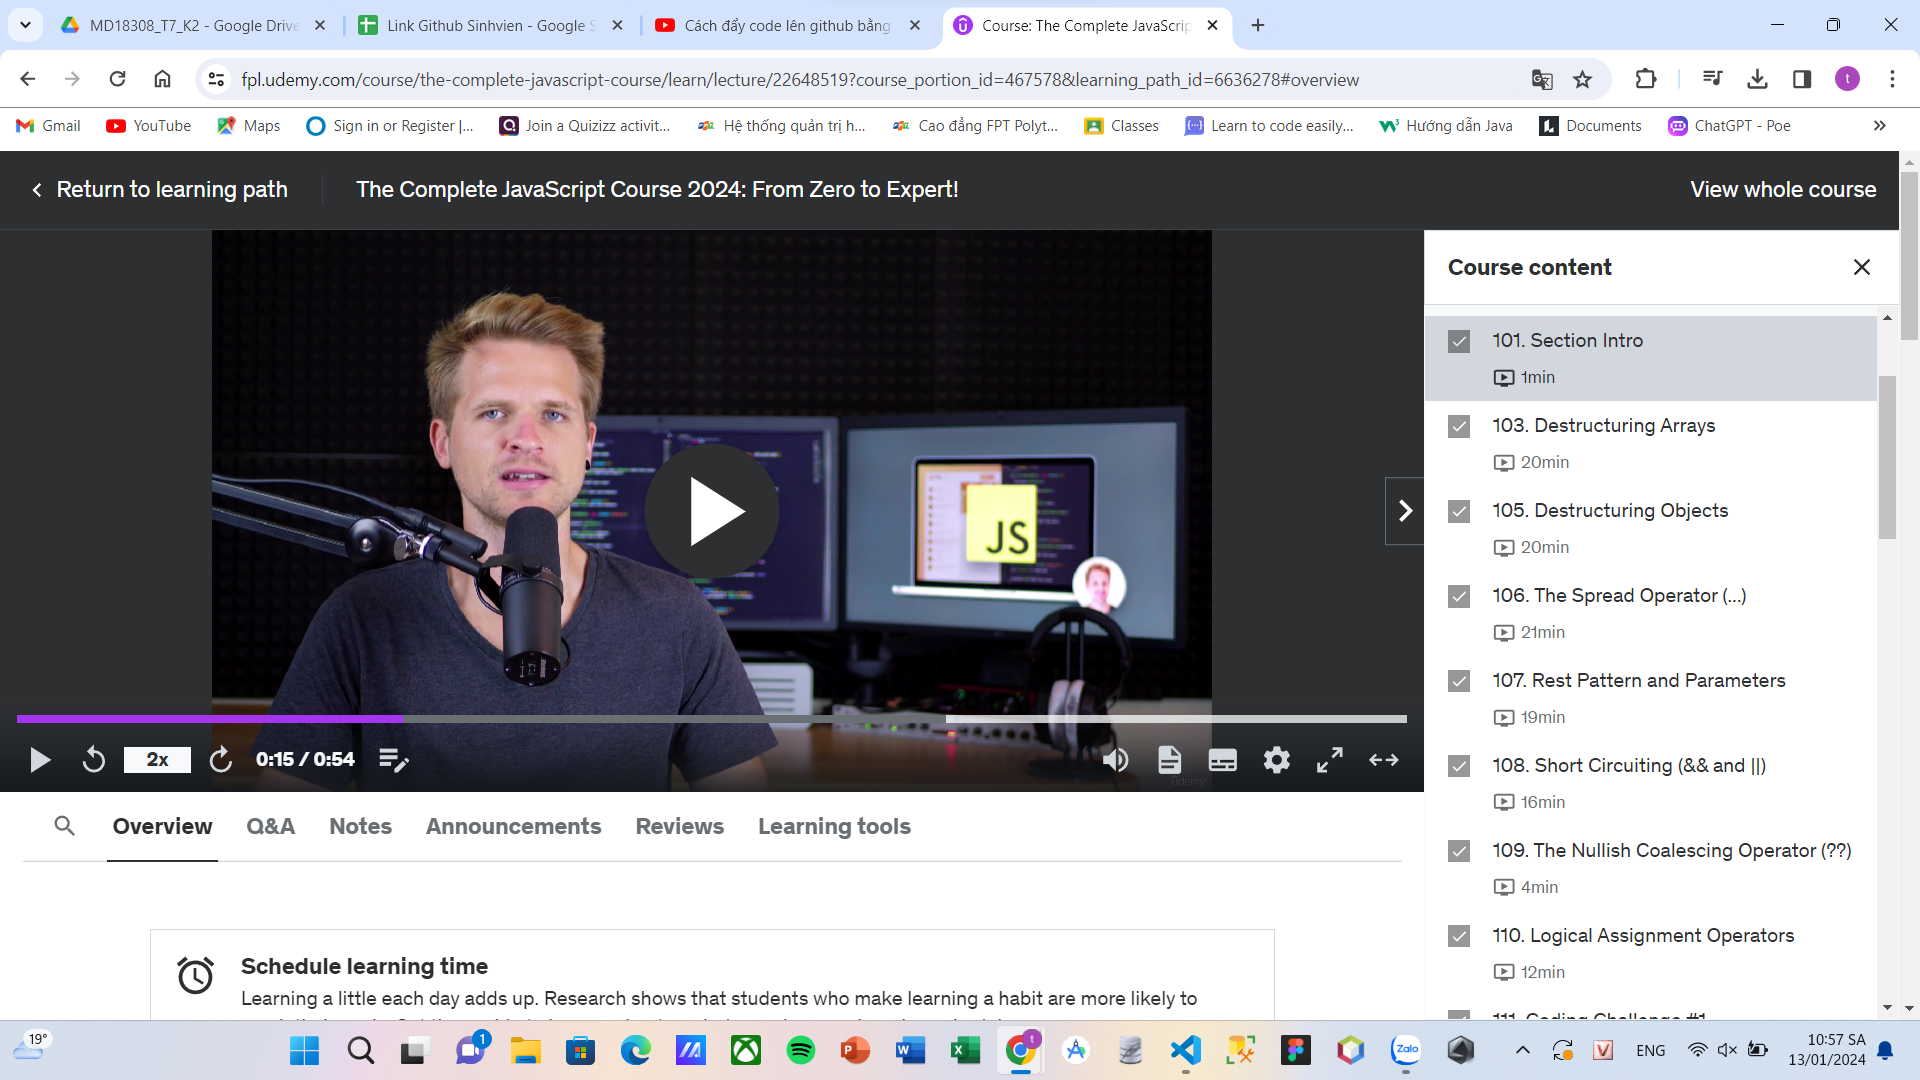 MD18308_T7_K2 - Google Drive
Link Github Sinhvien - Google S
Cách đẩy code lên github bằng
Course: The Complete JavaScrip
fpl.udemy.com/course/the-complete-javascript-course/learn/lecture/22648519?course_portion_id=467578&learning_path_id=6636278#overview
t
Gmail
YouTube
Maps
Sign in or Register |...
Join a Quizizz activit...
Hệ thống quản trị h...
Cao đẳng FPT Polyt...
Classes
Learn to code easily...
Hướng dẫn Java
Documents
ChatGPT - Poe
Return to learning path
The Complete JavaScript Course 2024: From Zero to Expert!
View whole course
JS
2x
0:15 / 0:54
udemy
Course content
101. Section Intro
1min
103. Destructuring Arrays
20min
105. Destructuring Objects
20min
106. The Spread Operator (...)
21min
107. Rest Pattern and Parameters
19min
108. Short Circuiting (&& and ||)
16min
109. The Nullish Coalescing Operator (??)
4min
110. Logical Assignment Operators
12min
111. Coding Challenge #1
Overview
Q&A
Notes
Announcements
Reviews
Learning tools
Schedule learning time
Learning a little each day adds up. Research shows that students who make learning a habit are more likely to
19°
1
t
Zalo
ENG
10:57 SA
13/01/2024